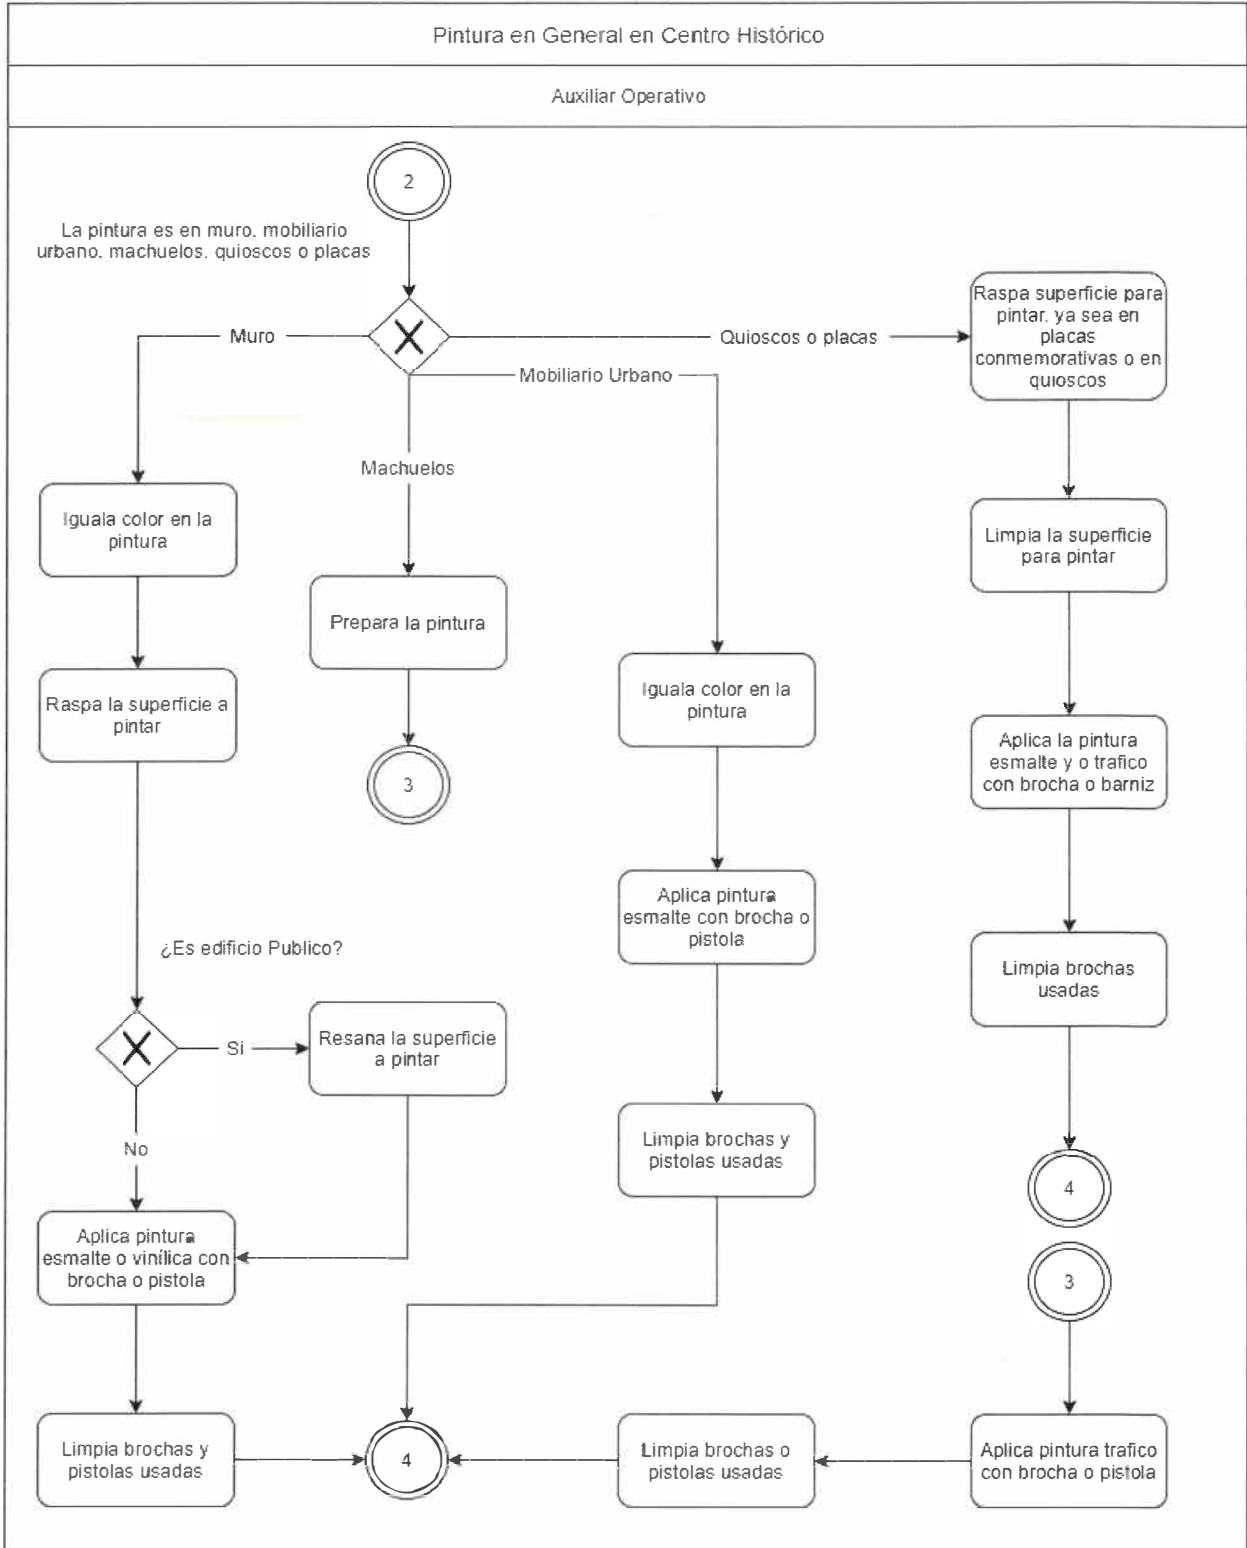 Pintura en General en Centro Histórico
Auxiliar Operativo
2
La pintura es en muro, mobiliario
urbano, machuelos, quioscos o placas
Muro
Quioscos o placas
Mobiliario Urbano
Machuelos
Raspa superficie para
pintar, ya sea en
placas
conmemorativas o en
quioscos
Iguala color en la
pintura
Limpia la superficie
para pintar
Prepara la pintura
Raspa la superficie a
pintar
Iguala color en la
pintura
3
Aplica la pintura
esmalte y o trafico
con brocha o barniz
Aplica pintura
esmalte con brocha o
pistola
¿Es edificio Publico?
Limpia brochas
usadas
Si
Resana la superficie
a pintar
No
Limpia brochas y
pistolas usadas
4
Aplica pintura
esmalte o vinílica con
brocha o pistola
3
Limpia brochas y
pistolas usadas
4
Limpia brochas o
pistolas usadas
Aplica pintura trafico
con brocha o pistola